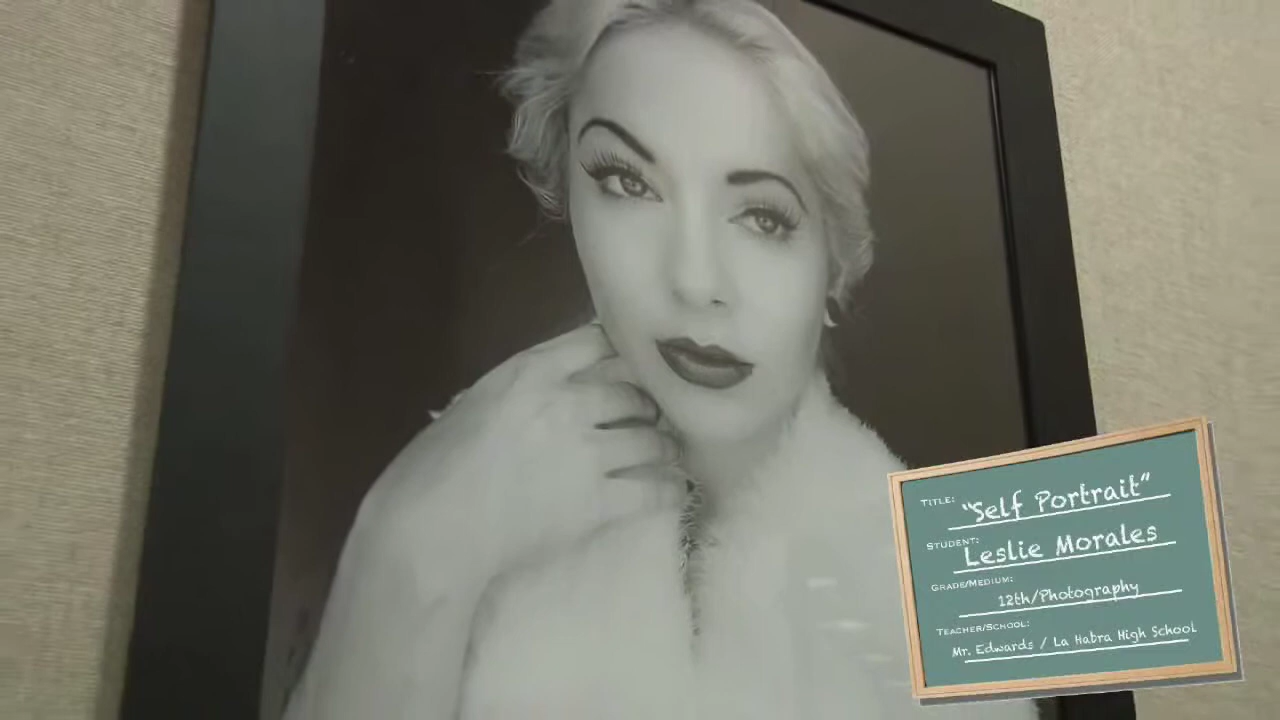 TITLE: "Self Portrait"
STUDENT: Leslie Morales
GRADE/MEDIUM:
12th/Photography
TEACHER/SCHOOL:
Mr. Edwards / La Habra High School